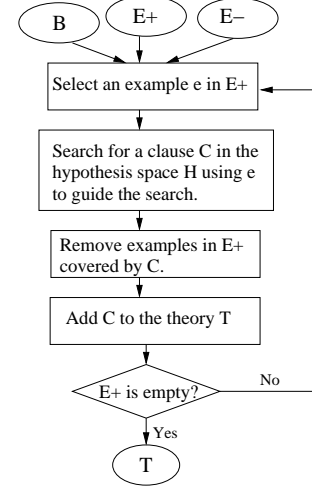 B
E+
E−
Select an example e in E+
Search for a clause C in the
hypothesis space H using e
to guide the search.
Remove examples in E+
covered by C.
Add C to the theory T
E+ is empty?
No
Yes
T